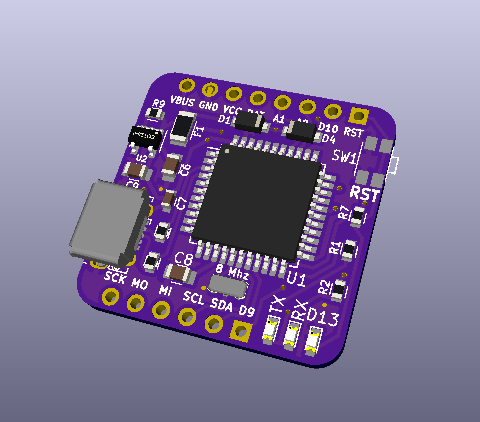 R9
VBUS GND VCC BAT A1 D10 RST
D1
D4
F1
SW1
U2
C9
C6
C7
RST
R7
R1
R2
C8
8 Mhz
U1
SCK MO MI SCL SDA D9
TX
RX
D13